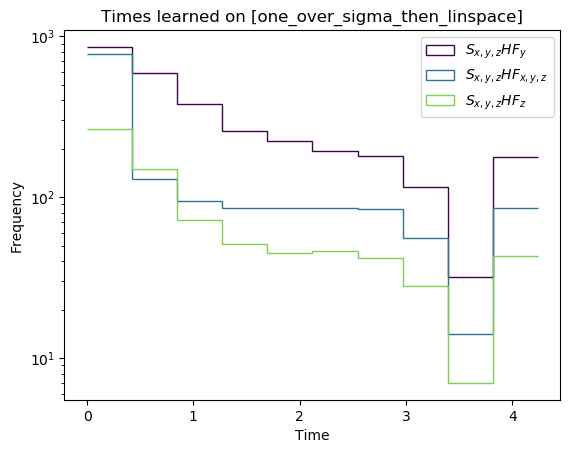 Times learned on [one_over_sigma_then_linspace]
10³
10²
10¹
Frequency
S_{x, y, z}HF_y
S_{x, y, z}HF_{x, y, z}
S_{x, y, z}HF_z
0 1 2 3 4
Time